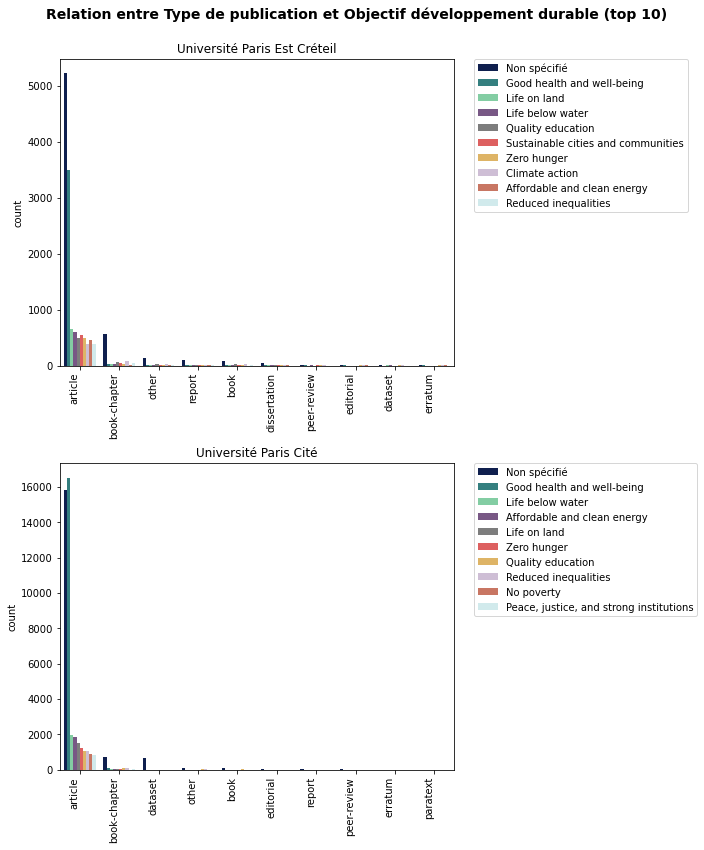 Relation entre Type de publication et Objectif développement durable (top 10)
Université Paris Est Créteil
5000
4000
3000
2000
1000
0
count
article
book-chapter
other
report
book
dissertation
peer-review
editorial
dataset
erratum
Non spécifié
Good health and well-being
Life on land
Life below water
Quality education
Sustainable cities and communities
Zero hunger
Climate action
Affordable and clean energy
Reduced inequalities
Université Paris Cité
16000
14000
12000
10000
8000
6000
4000
2000
0
count
article
book-chapter
dataset
other
book
editorial
report
peer-review
erratum
paratext
Non spécifié
Good health and well-being
Life below water
Affordable and clean energy
Life on land
Zero hunger
Quality education
Reduced inequalities
No poverty
Peace, justice, and strong institutions